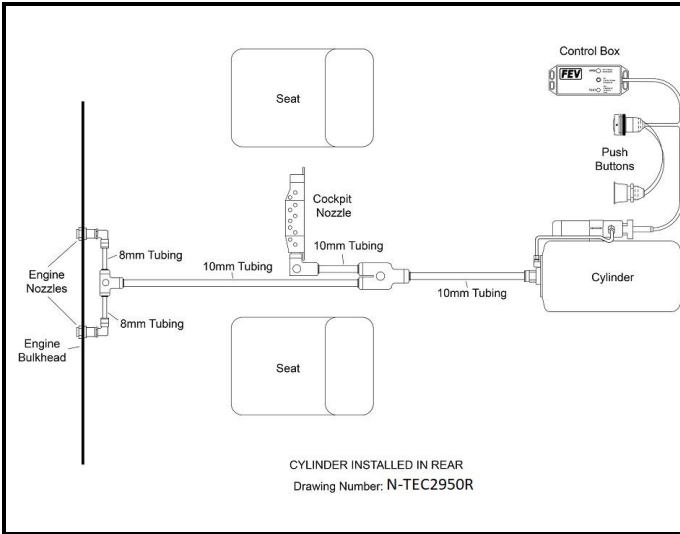 Control Box
FEV
Seat
Push
Buttons
Cockpit
Nozzle
8mm Tubing
10mm Tubing
10mm Tubing
Engine
Nozzles
10mm Tubing
Cylinder
8mm Tubing
Engine
Bulkhead
Seat
CYLINDER INSTALLED IN REAR
Drawing Number: N-TEC2950R